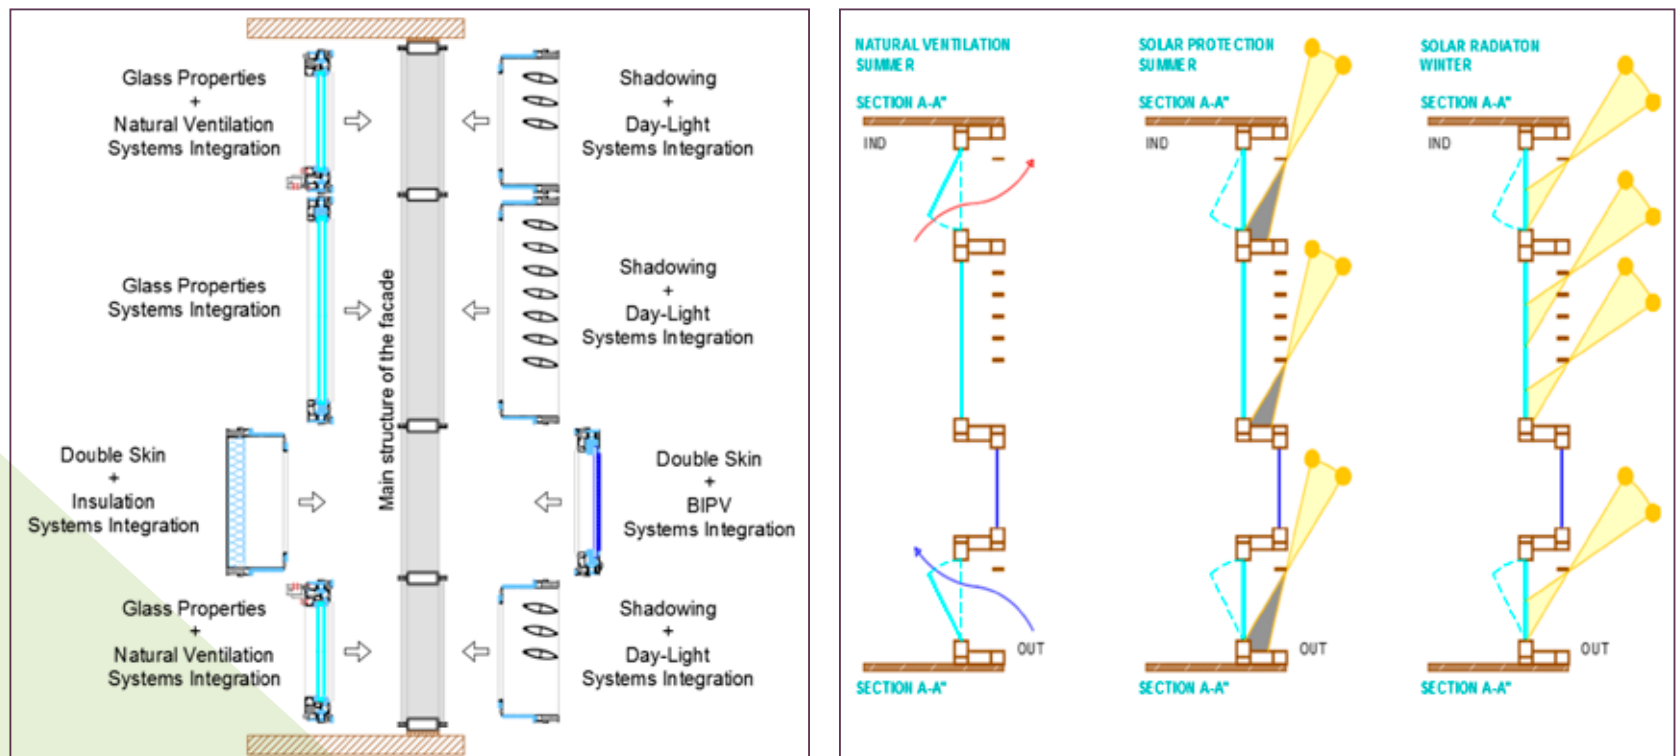 Glass Properties
+
Natural Ventilation
Systems Integration
Shadowing
+
Day-Light
Systems Integration
Glass Properties
Systems Integration
Shadowing
+
Day-Light
Systems Integration
Main structure of the facade
Double Skin
+
Insulation
Systems Integration
Double Skin
+
BIPV
Systems Integration
Glass Properties
+
Natural Ventilation
Systems Integration
Shadowing
+
Day-Light
Systems Integration
NATURAL VENTILATION
SUMMER
SECTION A-A"
IND
OUT
SECTION A-A"
SOLAR PROTECTION
SUMMER
SECTION A-A"
IND
OUT
SECTION A-A"
SOLAR RADIATON
WINTER
SECTION A-A"
IND
OUT
SECTION A-A"